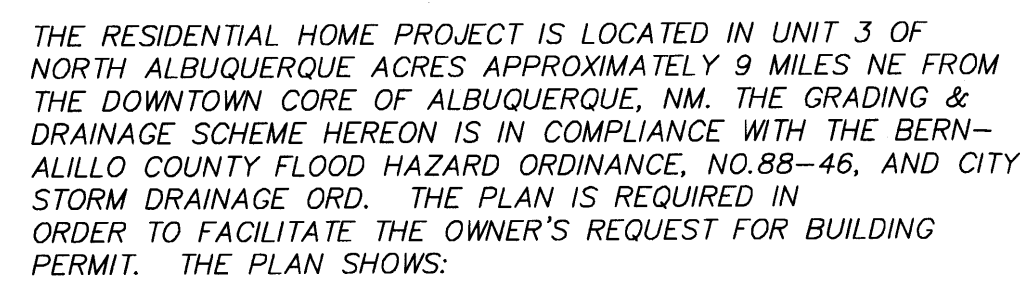 THE RESIDENTIAL HOME PROJECT IS LOCATED IN UNIT 3 OF
NORTH ALBUQUERQUE ACRES APPROXIMATELY 9 MILES NE FROM
THE DOWNTOWN CORE OF ALBUQUERQUE, NM. THE GRADING &
DRAINAGE SCHEME HEREON IS IN COMPLIANCE WITH THE BERN-
ALILLO COUNTY FLOOD HAZARD ORDINANCE, NO.88-46, AND CITY
STORM DRAINAGE ORD. THE PLAN IS REQUIRED IN
ORDER TO FACILITATE THE OWNER'S REQUEST FOR BUILDING
PERMIT. THE PLAN SHOWS: